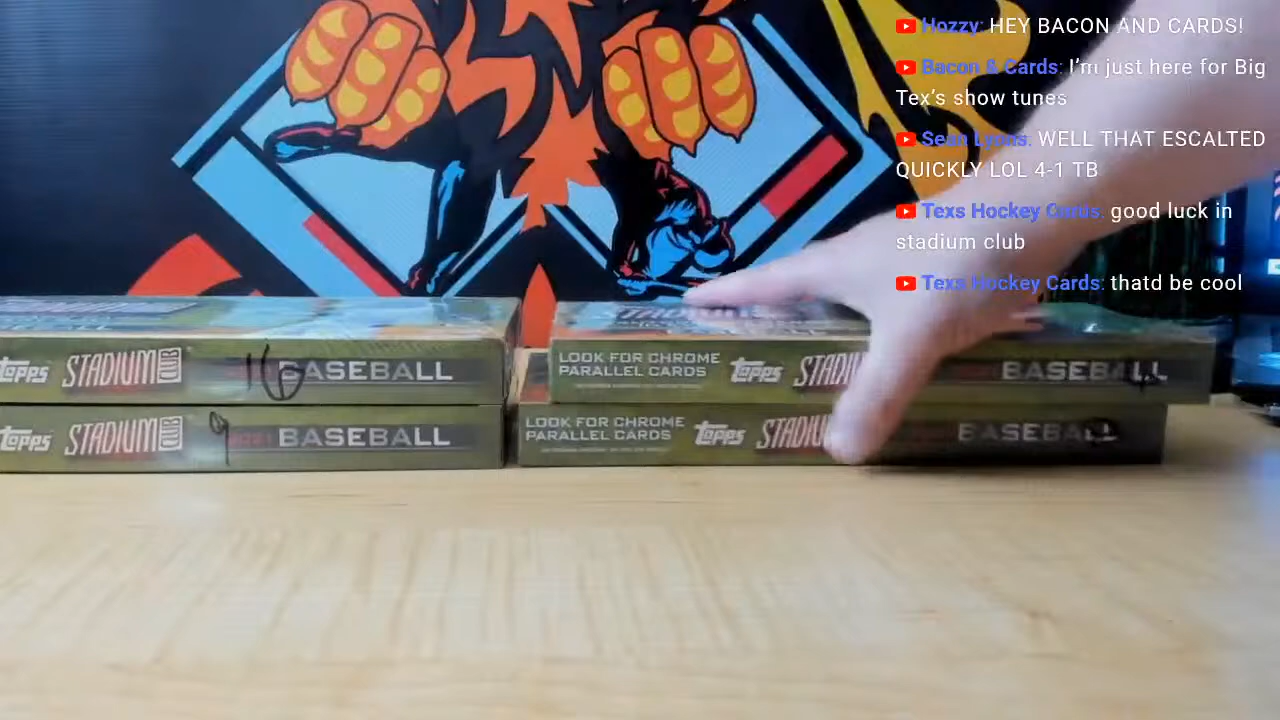 Hozzy: HEY BACON AND CARDS!
Bacon & Cards: I'm just here for Big
Tex's show tunes
Sean Lyons: WELL THAT ESCALTED
QUICKLY LOL 4-1 TB
Texs Hockey Cards: good luck in
stadium club
Texs Hockey Cards: thatd be cool
Topps STADIUM CLUB 16 BASEBALL
LOOK FOR CHROME
PARALLEL CARDS
Topps STADIUM BASEBALL
Topps STADIUM CLUB 9 2021 BASEBALL
LOOK FOR CHROME
PARALLEL CARDS
Topps STADIUM BASEBALL